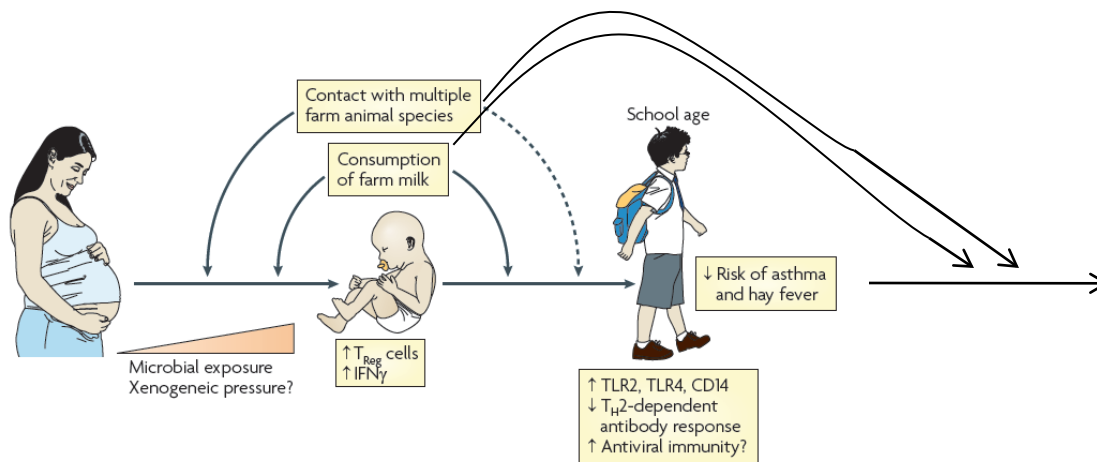 Contact with multiple
farm animal species
Consumption
of farm milk
School age
↓ Risk of asthma
and hay fever
Microbial exposure
Xenogeneic pressure?
↑ TReg cells
↑ IFNγ
↑ TLR2, TLR4, CD14
↓ TH2-dependent
antibody response
↑ Antiviral immunity?